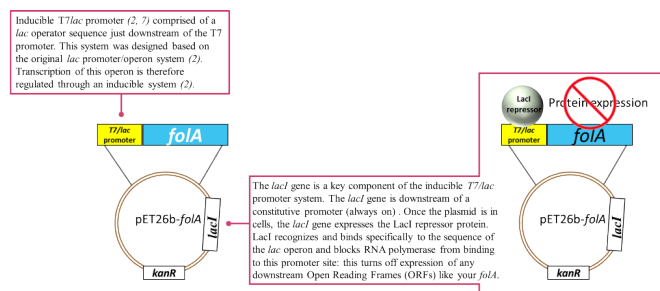 Inducible T7lac promoter (2, 7) comprised of a
lac operator sequence just downstream of the T7
promoter. This system was designed based on
the original lac promoter/operon system (2).
Transcription of this operon is therefore
regulated through an inducible system (2).
T7/lac
promoter
folA
pET26b-folA
lacI
kanR
The lacI gene is a key component of the inducible T7/lac
promoter system. The lacI gene is downstream of a
constitutive promoter (always on) . Once the plasmid is in
cells, the lacI gene expresses the LacI repressor protein.
LacI recognizes and binds specifically to the sequence of
the lac operon and blocks RNA polymerase from binding
to this promoter site: this turns off expression of any
downstream Open Reading Frames (ORFs) like your folA.
LacI
repressor
Protein expression
T7/lac
promoter
folA
pET26b-folA
lacI
kanR